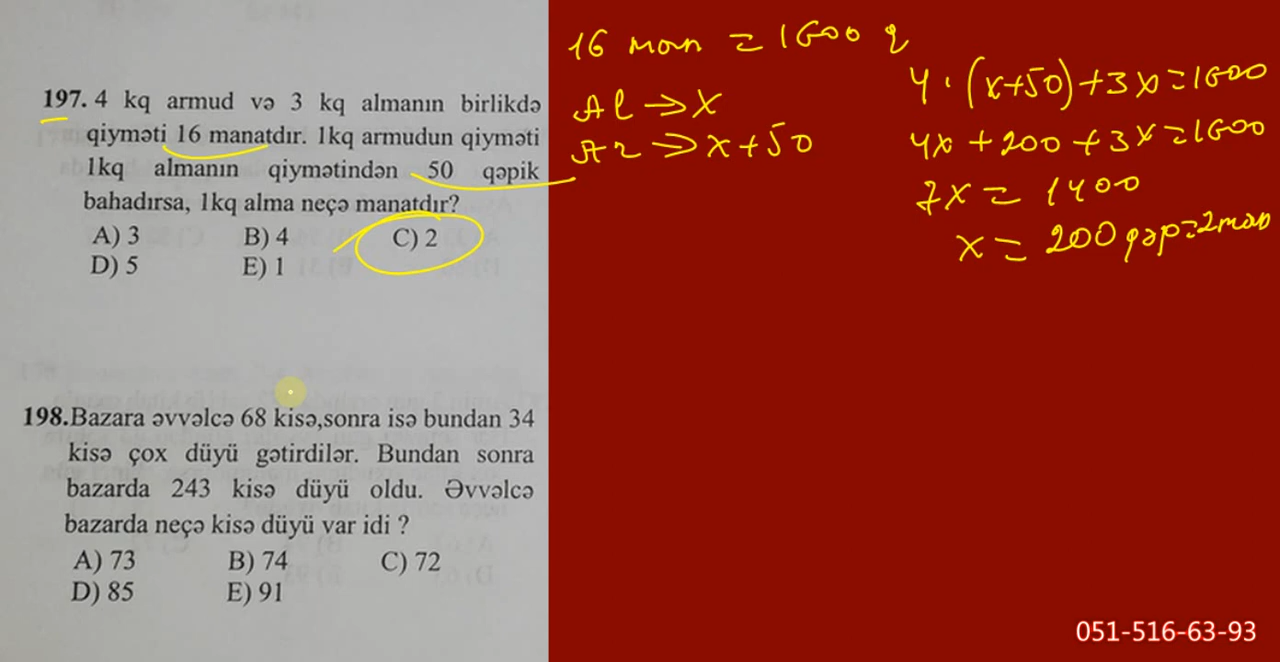 197. 4 kq armud və 3 kq almanın birlikdə
qiyməti 16 manatdır. 1kq armudun qiyməti
1kq almanın qiymətindən 50 qəpik
bahadırsa, 1kq alma neçə manatdır?
A) 3 B) 4 C) 2
D) 5 E) 1
198.Bazara əvvəlcə 68 kisə,sonra isə bundan 34
kisə çox düyü gətirdilər. Bundan sonra
bazarda 243 kisə düyü oldu. Əvvəlcə
bazarda neçə kisə düyü var idi ?
A) 73 B) 74 C) 72
D) 85 E) 91
16 man = 1600 q
Al → x
Ar → x+50
4·(x+50)+3x=1600
4x+200+3x=1600
7x = 1400
x = 200 qəp=2man
051-516-63-93